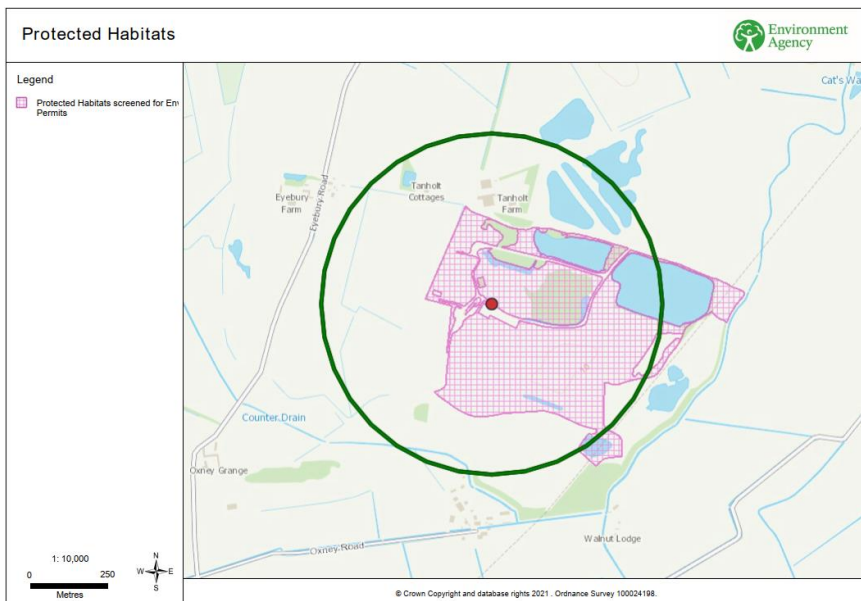 Protected Habitats
Environment
Agency
Legend
Protected Habitats screened for Env
Permits
Cat's Wa
Eyebury
Farm
Eyebury Road
Tanholt
Cottages
Tanholt
Farm
Counter Drain
Oxney Grange
Oxney Road
Walnut Lodge
1: 10,000
0 250
Metres
N
W E
S
© Crown Copyright and database rights 2021 . Ordnance Survey 100024198.